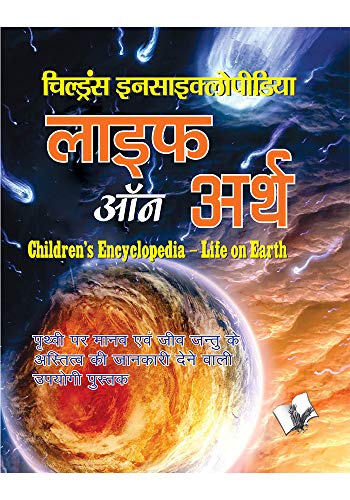 चिल्ड्रंस इनसाइक्लोपीडिया
लाइफ
ऑन अर्थ
Children's Encyclopedia – Life on Earth
पृथ्वी पर मानव एवं जीव जन्तु के
अस्तित्व की जानकारी देने वाली
उपयोगी पुस्तक